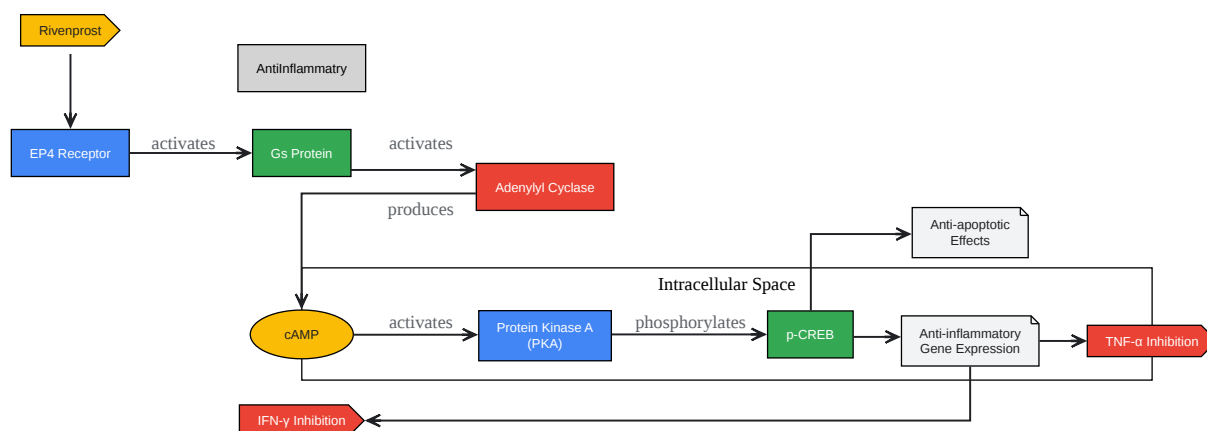 Rivenprost
AntiInflammatry
EP4 Receptor
activates
Gs Protein
activates
Adenylyl Cyclase
produces
Anti-apoptotic
Effects
Intracellular Space
cAMP
activates
Protein Kinase A
(PKA)
phosphorylates
p-CREB
Anti-inflammatory
Gene Expression
TNF-α Inhibition
IFN-γ Inhibition